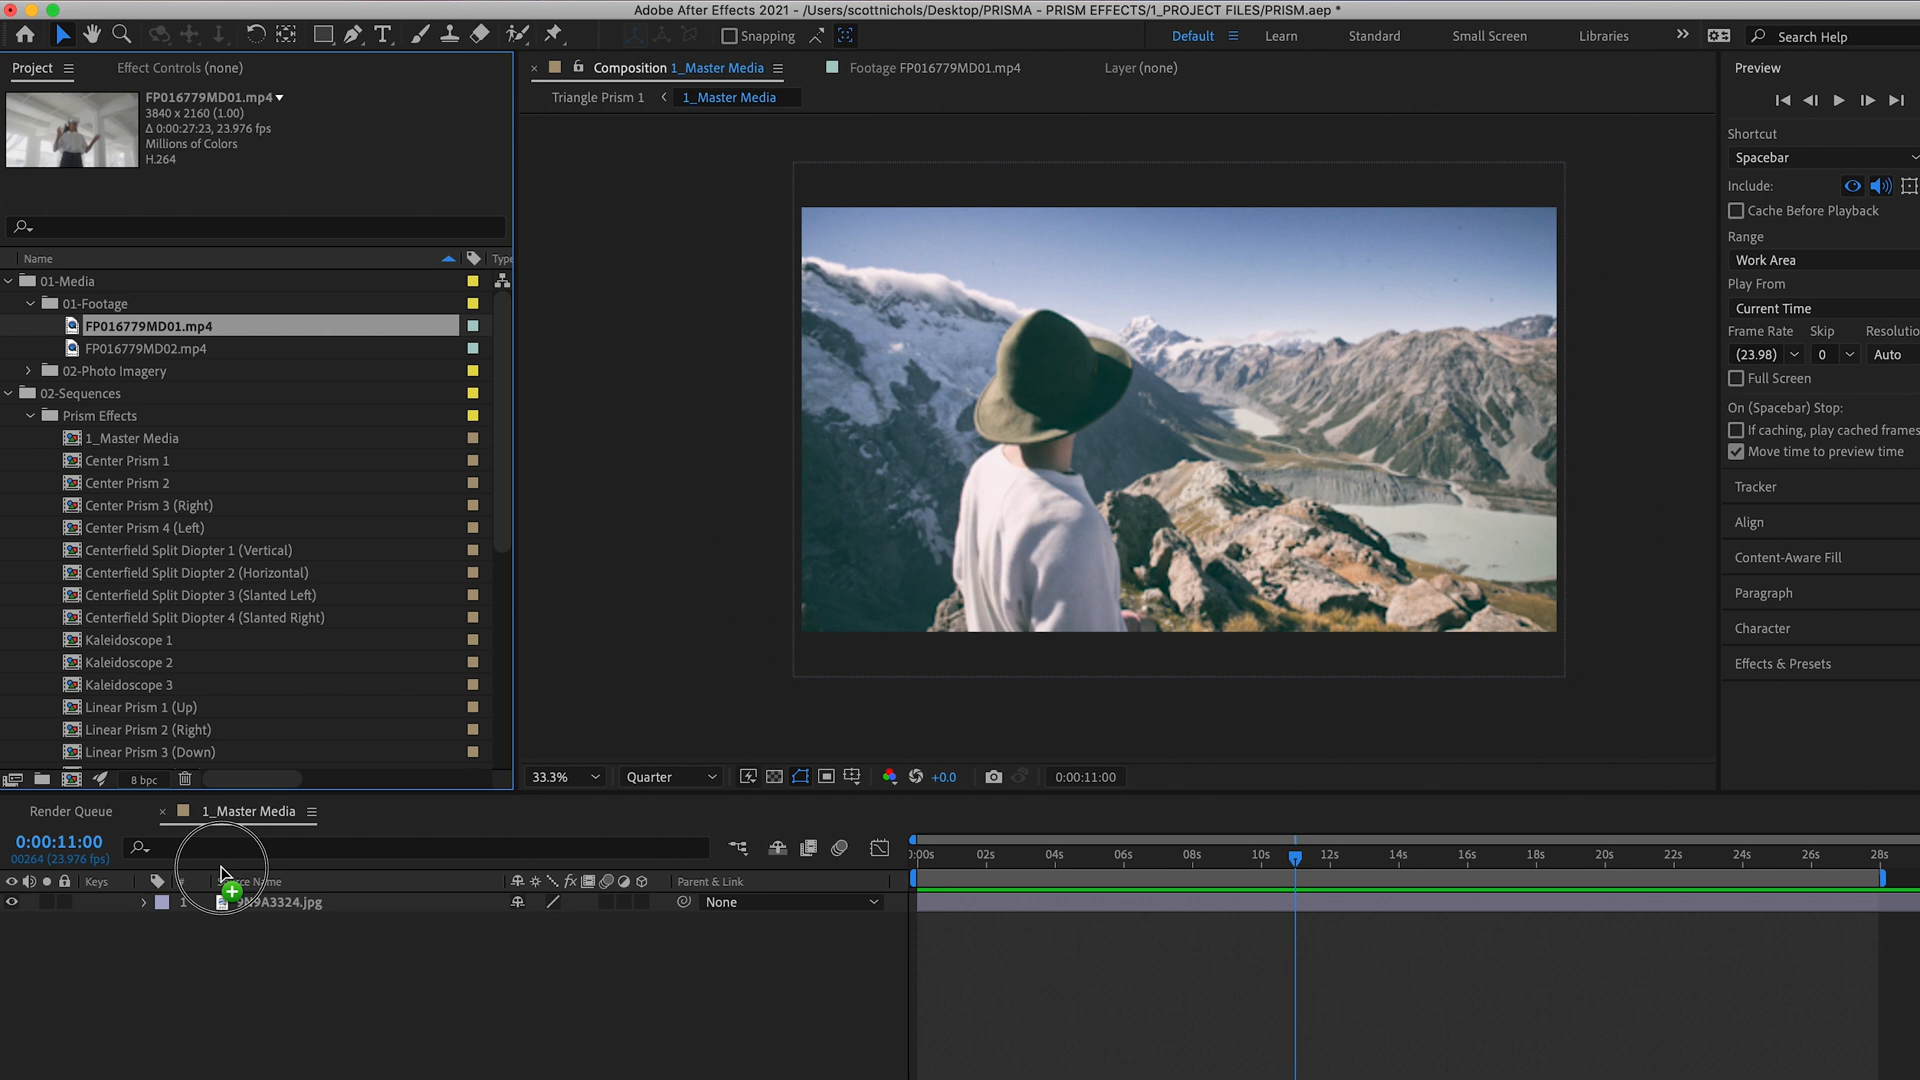 Adobe After Effects 2021 - /Users/scottnichols/Desktop/PRISMA - PRISM EFFECTS/1_PROJECT FILES/PRISM.aep *
Snapping
Default
Learn
Standard
Small Screen
Libraries
Search Help
Project
Effect Controls (none)
Composition 1_Master Media
Footage FP016779MD01.mp4
Layer (none)
Preview
FP016779MD01.mp4
3840 x 2160 (1.00)
Δ 0:00:27:23, 23.976 fps
Millions of Colors
H.264
Triangle Prism 1
1_Master Media
Shortcut
Spacebar
Include:
Cache Before Playback
Range
Work Area
Play From
Current Time
Frame Rate Skip Resolutio
(23.98) 0 Auto
Full Screen
On (Spacebar) Stop:
If caching, play cached frames
Move time to preview time
Tracker
Align
Content-Aware Fill
Paragraph
Character
Effects & Presets
Name
Type
01-Media
01-Footage
FP016779MD01.mp4
FP016779MD02.mp4
02-Photo Imagery
02-Sequences
Prism Effects
1_Master Media
Center Prism 1
Center Prism 2
Center Prism 3 (Right)
Center Prism 4 (Left)
Centerfield Split Diopter 1 (Vertical)
Centerfield Split Diopter 2 (Horizontal)
Centerfield Split Diopter 3 (Slanted Left)
Centerfield Split Diopter 4 (Slanted Right)
Kaleidoscope 1
Kaleidoscope 2
Kaleidoscope 3
Linear Prism 1 (Up)
Linear Prism 2 (Right)
Linear Prism 3 (Down)
8 bpc
33.3%
Quarter
+0.0
0:00:11:00
Render Queue
1_Master Media
0:00:11:00
00264 (23.976 fps)
0:00s 02s 04s 06s 08s 10s 12s 14s 16s 18s 20s 22s 24s 26s 28s
Keys
#
Name
fx
Parent & Link
1
9N9A3324.jpg
None